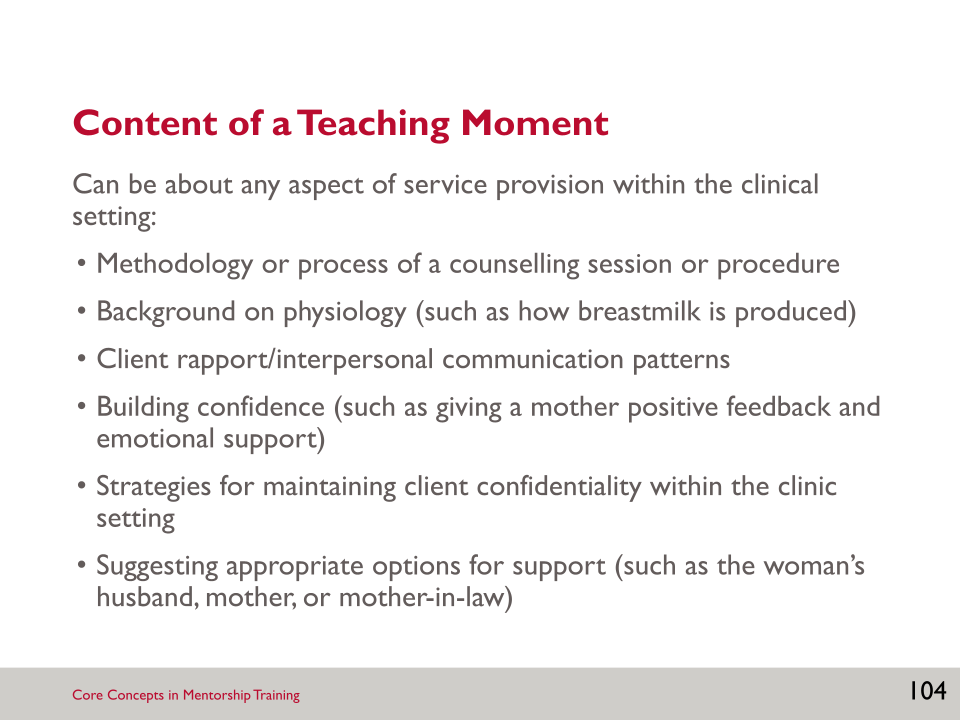 Content of a Teaching Moment
Can be about any aspect of service provision within the clinical
setting:
• Methodology or process of a counselling session or procedure
• Background on physiology (such as how breastmilk is produced)
• Client rapport/interpersonal communication patterns
• Building confidence (such as giving a mother positive feedback and
emotional support)
• Strategies for maintaining client confidentiality within the clinic
setting
• Suggesting appropriate options for support (such as the woman’s
husband, mother, or mother-in-law)
Core Concepts in Mentorship Training
104